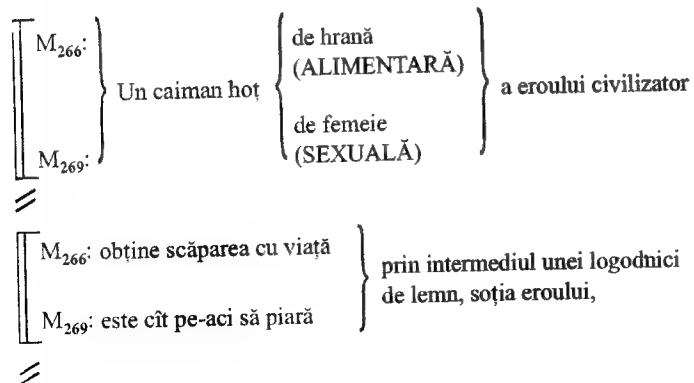 M266: Un caiman hoț de hrană
(ALIMENTARĂ)
a eroului civilizator
M269: de femeie
(SEXUALĂ)
M266: obține scăparea cu viață
prin intermediul unei logodnici
de lemn, soția eroului,
M269: este cît pe-aci să piară